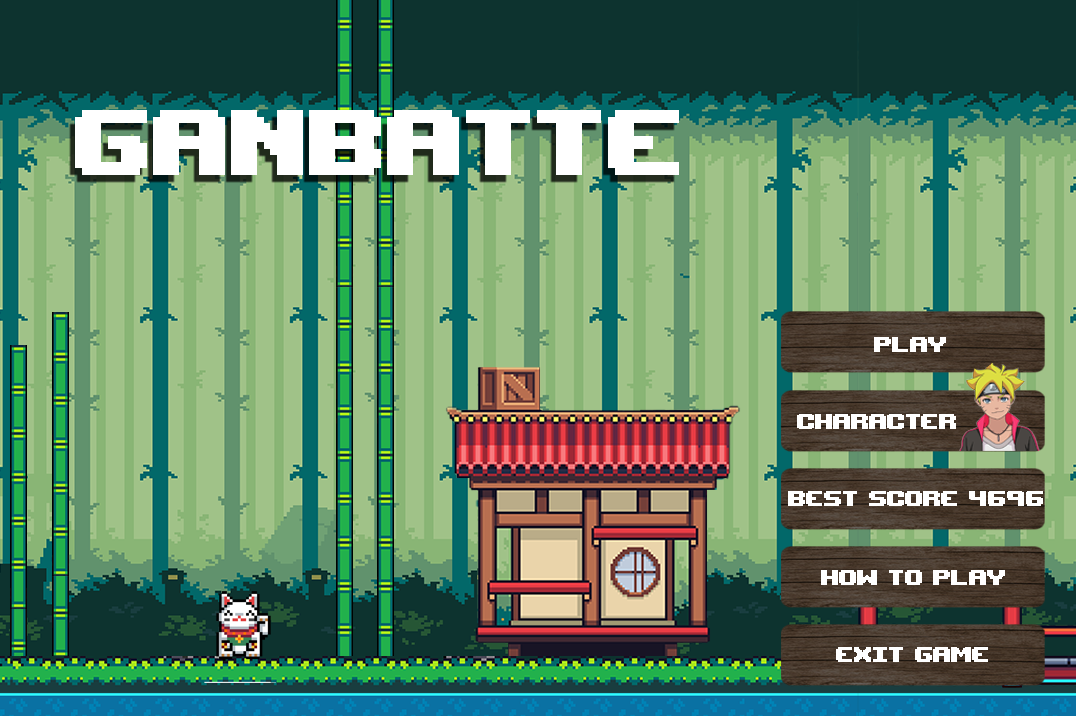 GANBATTE
PLAY
CHARACTER
BEST SCORE 4696
HOW TO PLAY
EXIT GAME